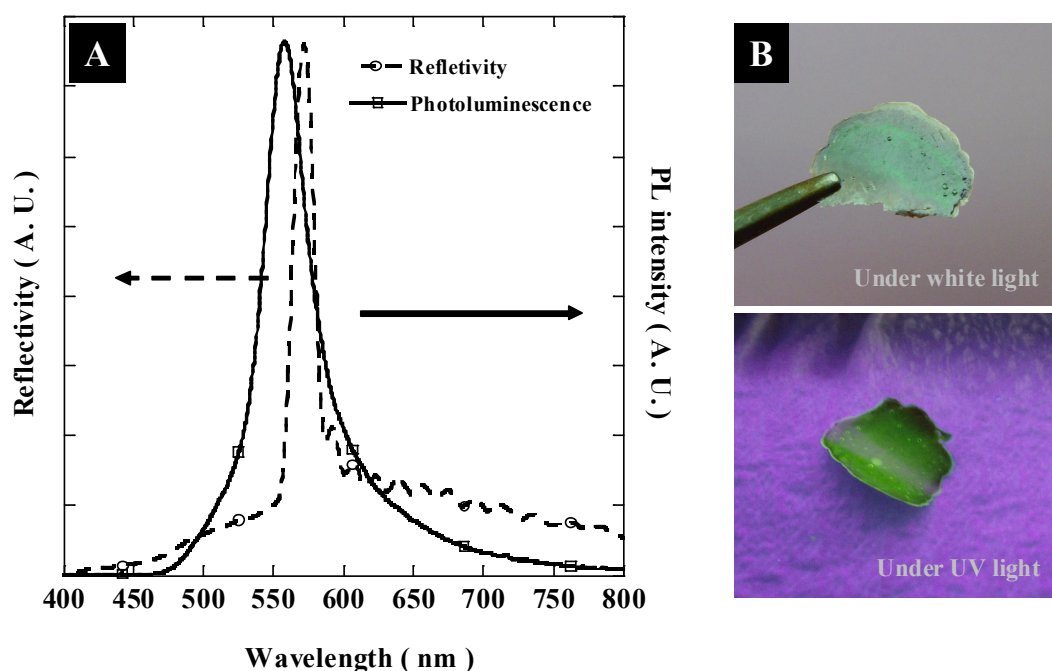 A
Refletivity
Photoluminescence
Reflectivity ( A. U. )
PL intensity ( A. U. )
400 450 500 550 600 650 700 750 800
Wavelength ( nm )
B
Under white light
Under UV light